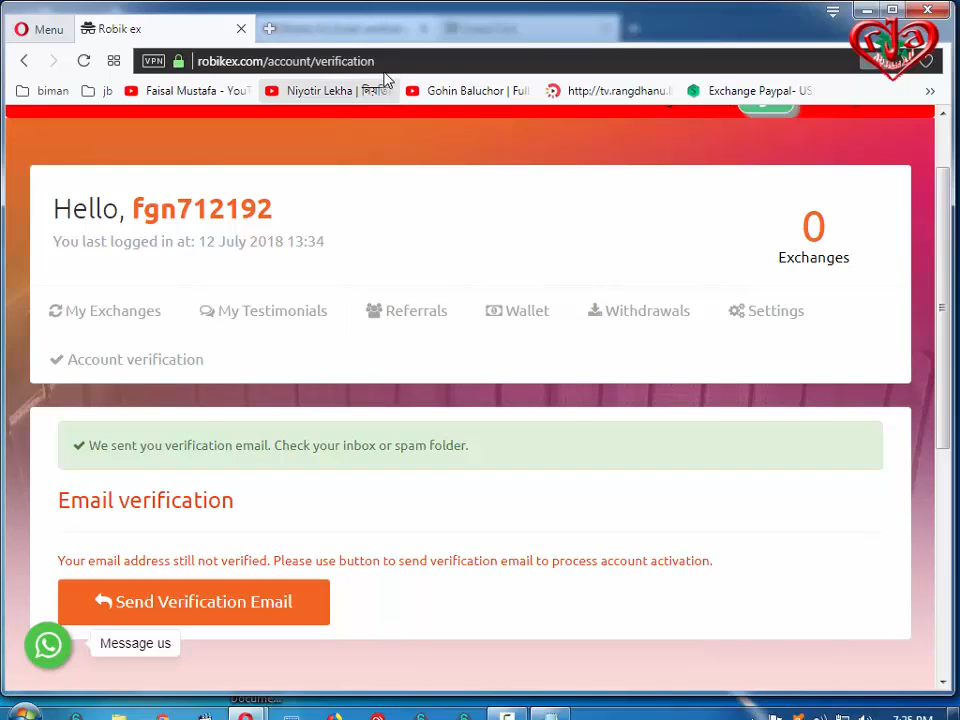 Menu
Robik ex
VPN
robikex.com/account/verification
biman
jb
Faisal Mustafa - YouT
Niyotir Lekha |
Gohin Baluchor | Full
http://tv.rangdhanu.l
Exchange Paypal- US
»
Hello, fgn712192
You last logged in at: 12 July 2018 13:34
0
Exchanges
My Exchanges
My Testimonials
Referrals
Wallet
Withdrawals
Settings
Account verification
We sent you verification email. Check your inbox or spam folder.
Email verification
Your email address still not verified. Please use button to send verification email to process account activation.
Send Verification Email
Message us